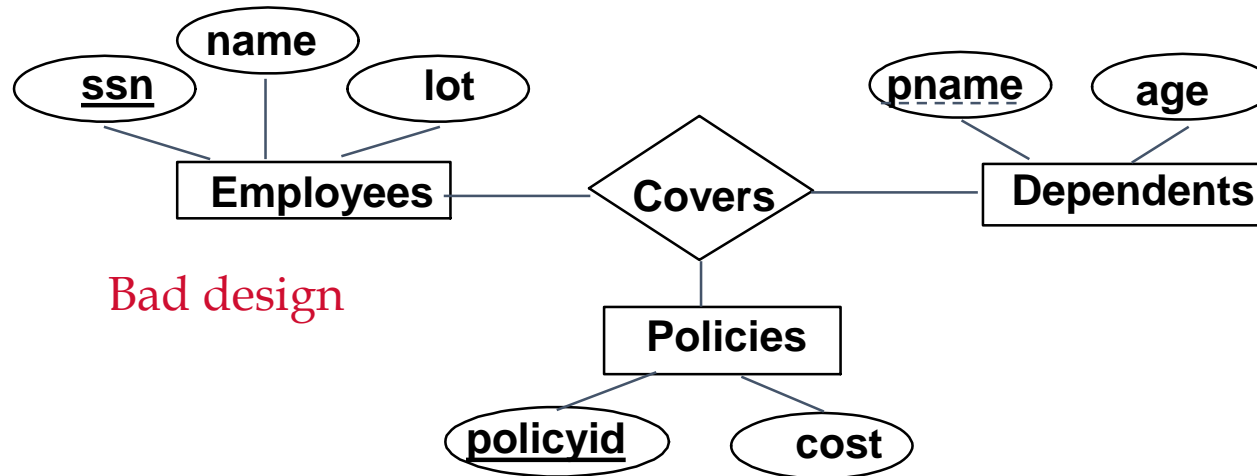 name
ssn
lot
pname
age
Employees
Covers
Dependents
Bad design
Policies
policyid
cost